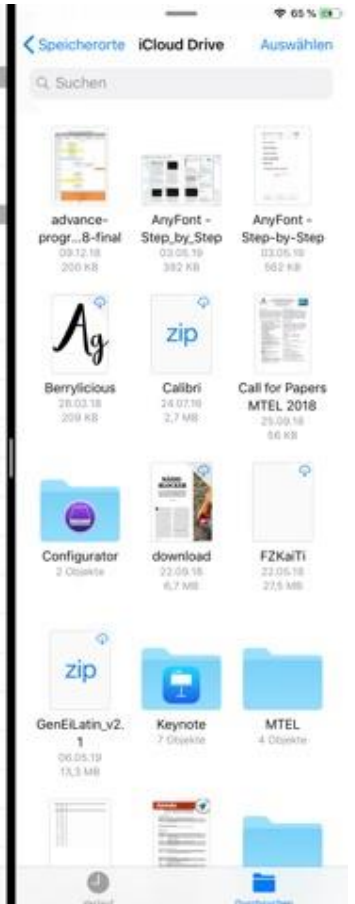 65 %
Speicherorte iCloud Drive Auswählen
Suchen
advance-
progr...8-final
09.12.18
200 KB
AnyFont -
Step_by_Step
03.05.19
382 KB
AnyFont -
Step-by-Step
03.05.19
562 KB
Ag
Berrylicious
28.03.18
209 KB
zip
Calibri
24.07.16
2,7 MB
Call for Papers
MTEL 2018
25.09.18
56 KB
Configurator
2 Objekte
download
22.09.18
6,7 MB
FZKaiTi
22.05.18
27,5 MB
zip
GenEiLatin_v2.
1
06.05.19
13,3 MB
Keynote
7 Objekte
MTEL
4 Objekte